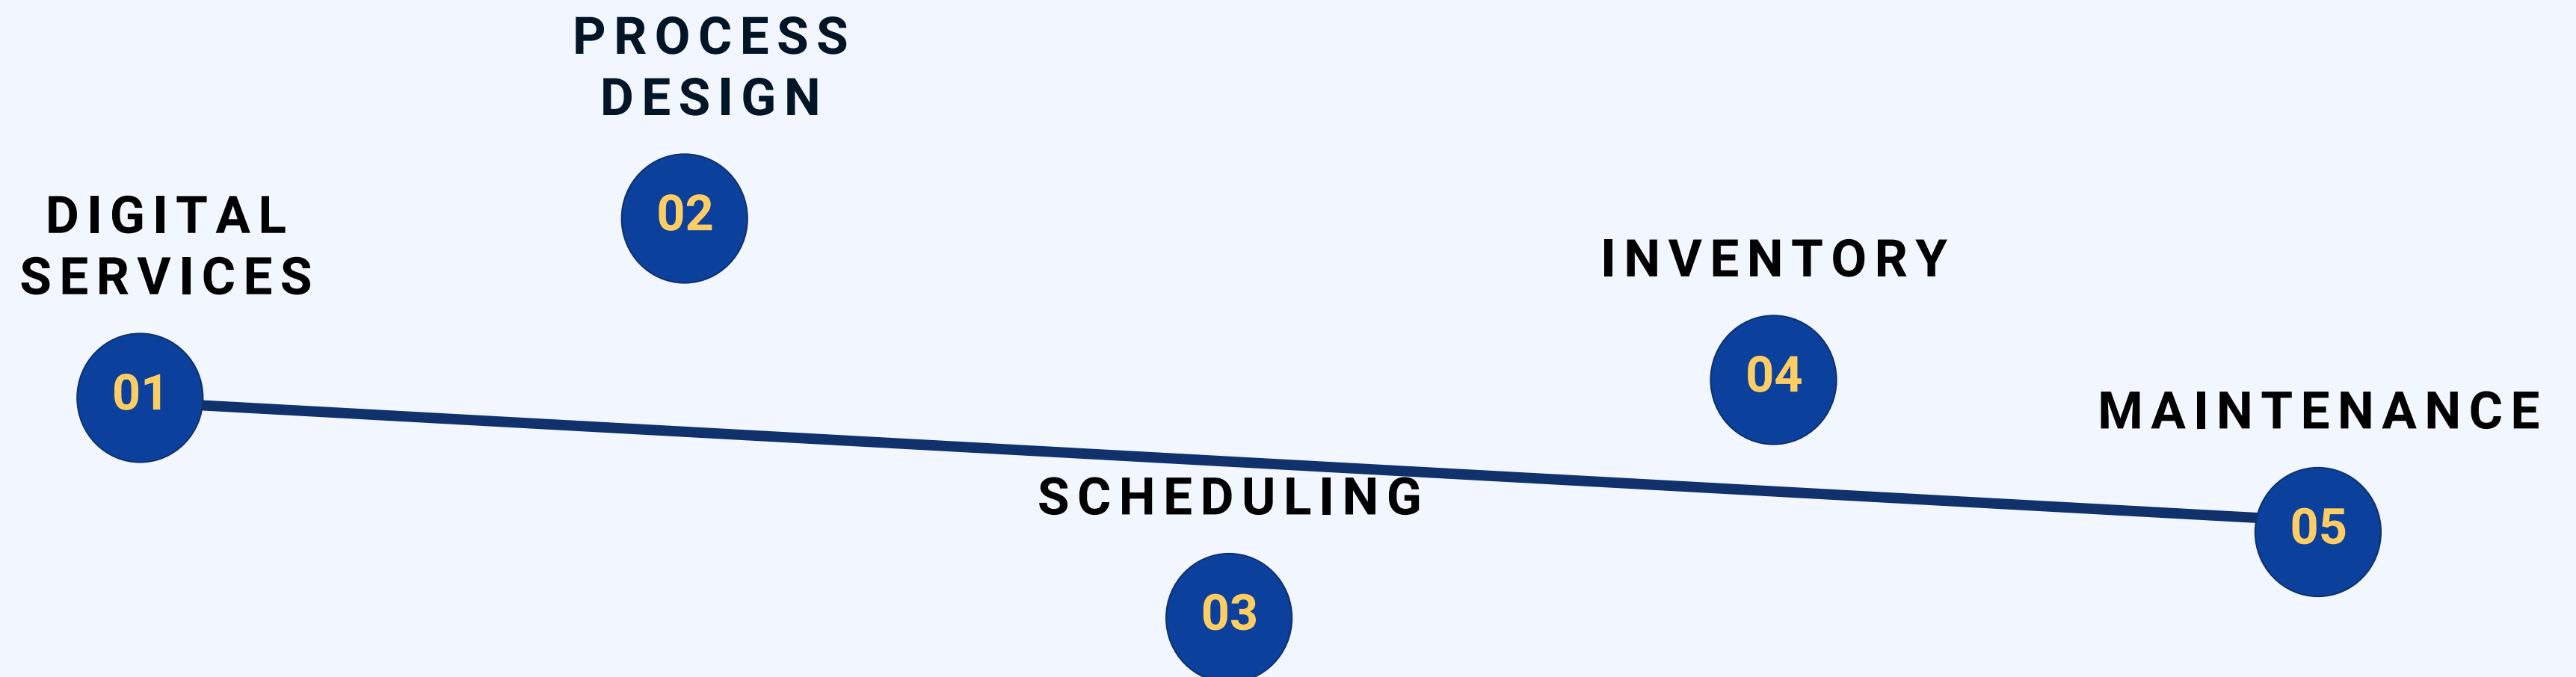 DIGITAL
SERVICES
01
PROCESS
DESIGN
02
SCHEDULING
03
INVENTORY
04
MAINTENANCE
05